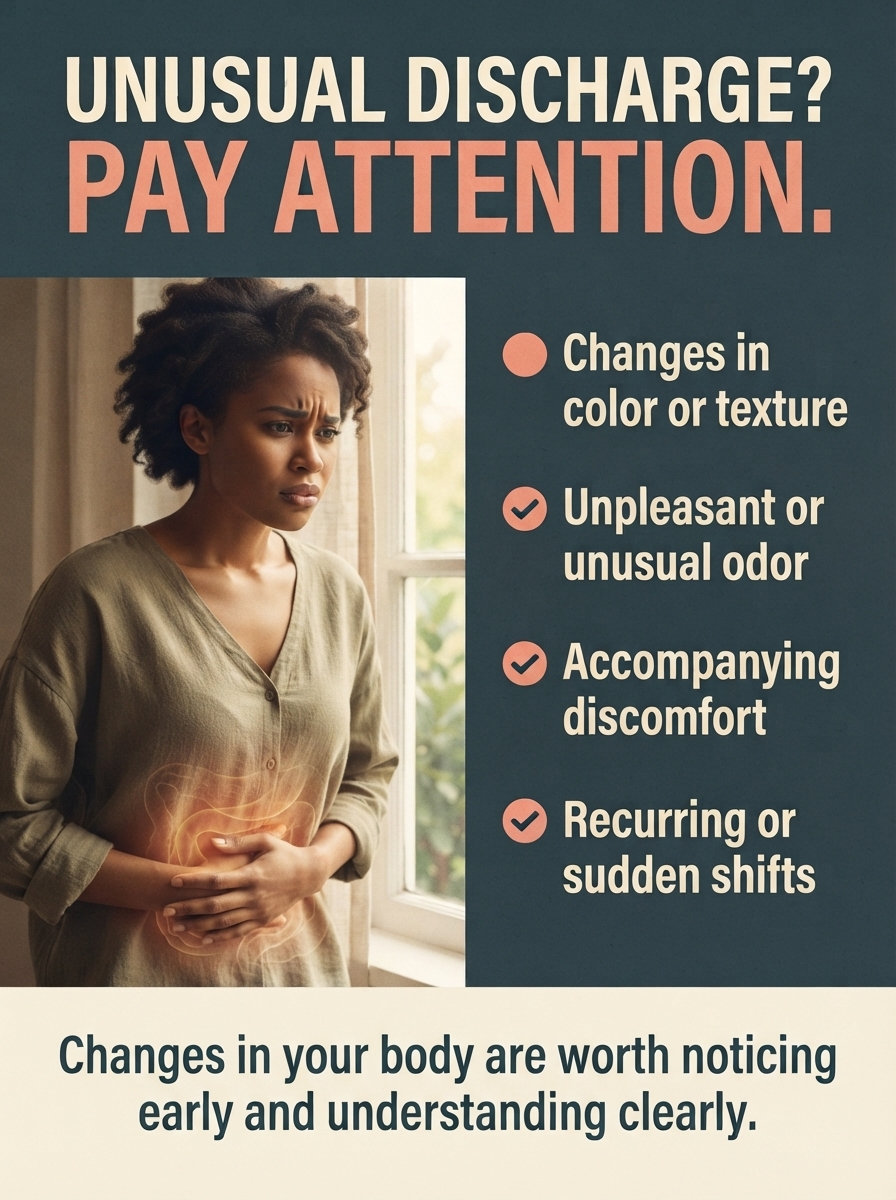 UNUSUAL DISCHARGE?
PAY ATTENTION.
Changes in
color or texture
Unpleasant or
unusual odor
Accompanying
discomfort
Recurring or
sudden shifts
Changes in your body are worth noticing
early and understanding clearly.